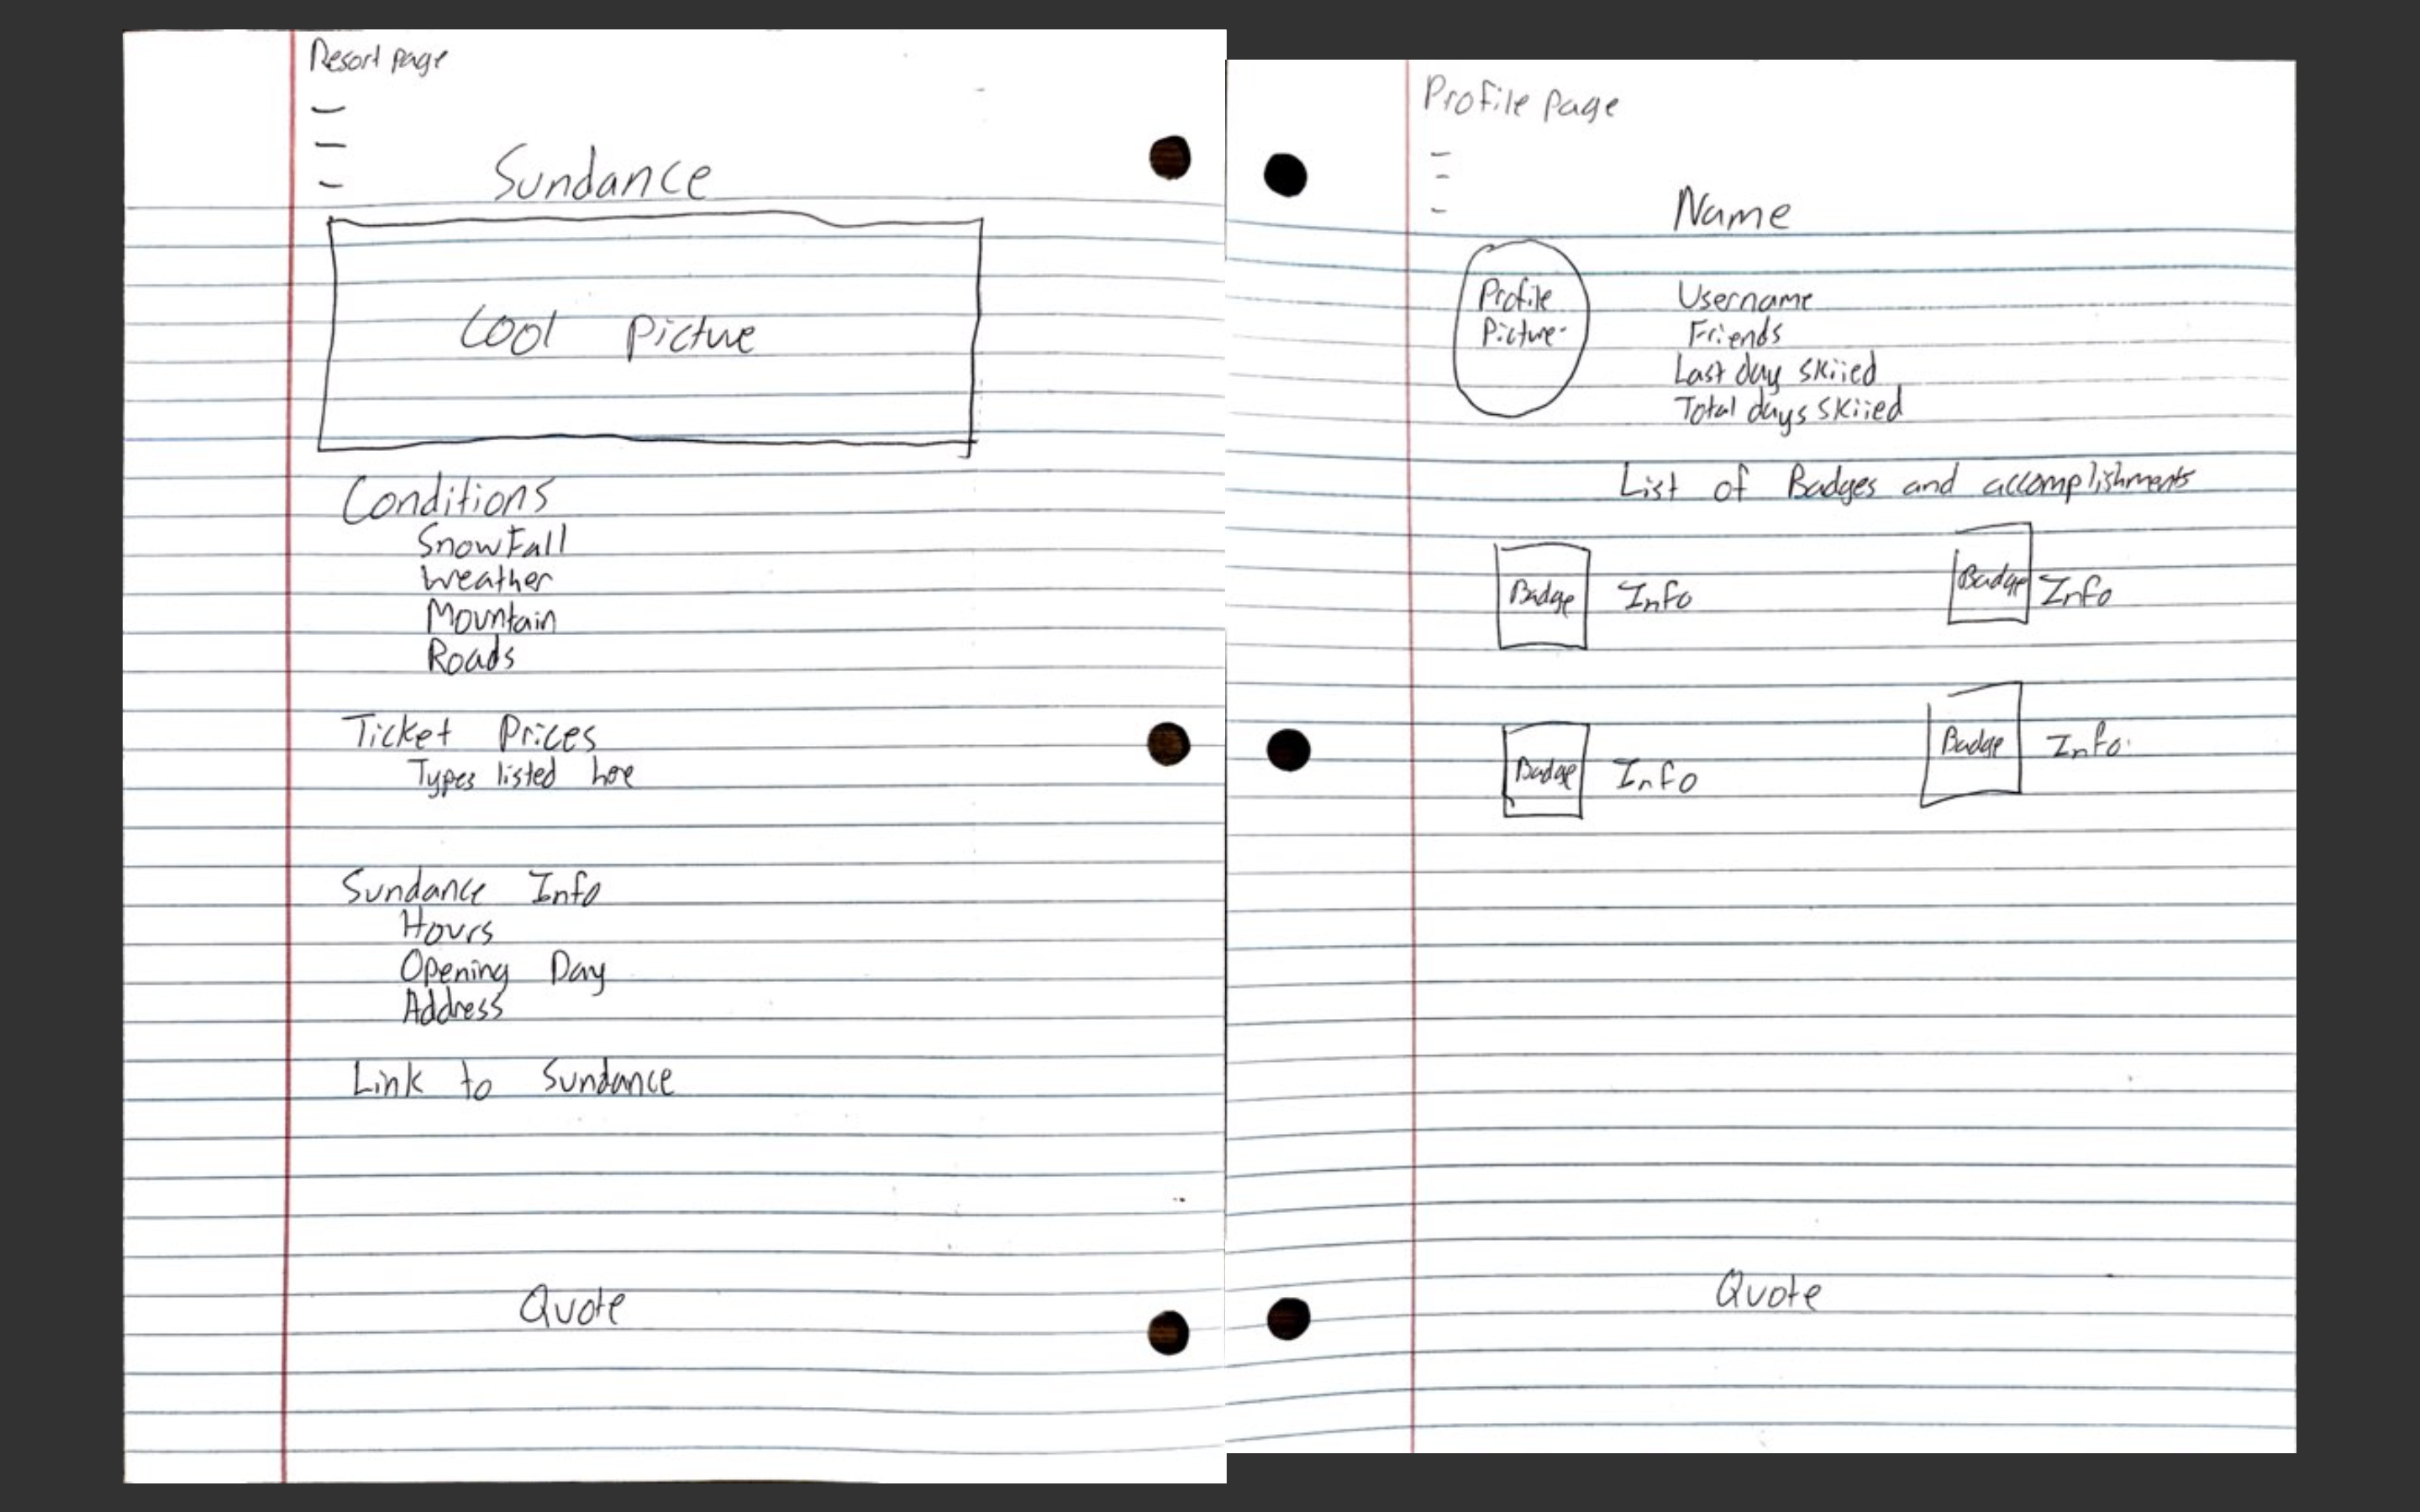 Resort page
Sundance
Cool Picture
Conditions
Snowfall
Weather
Mountain
Roads
Ticket Prices
Types listed here
Sundance Info
Hours
Opening Day
Address
Link to Sundance
Quote
Profile page
Name
Profile
Picture
Username
Friends
Last day skiied
Total days skiied
List of Badges and accomplishments
Badge Info
Badge Info
Badge Info
Badge Info
Quote